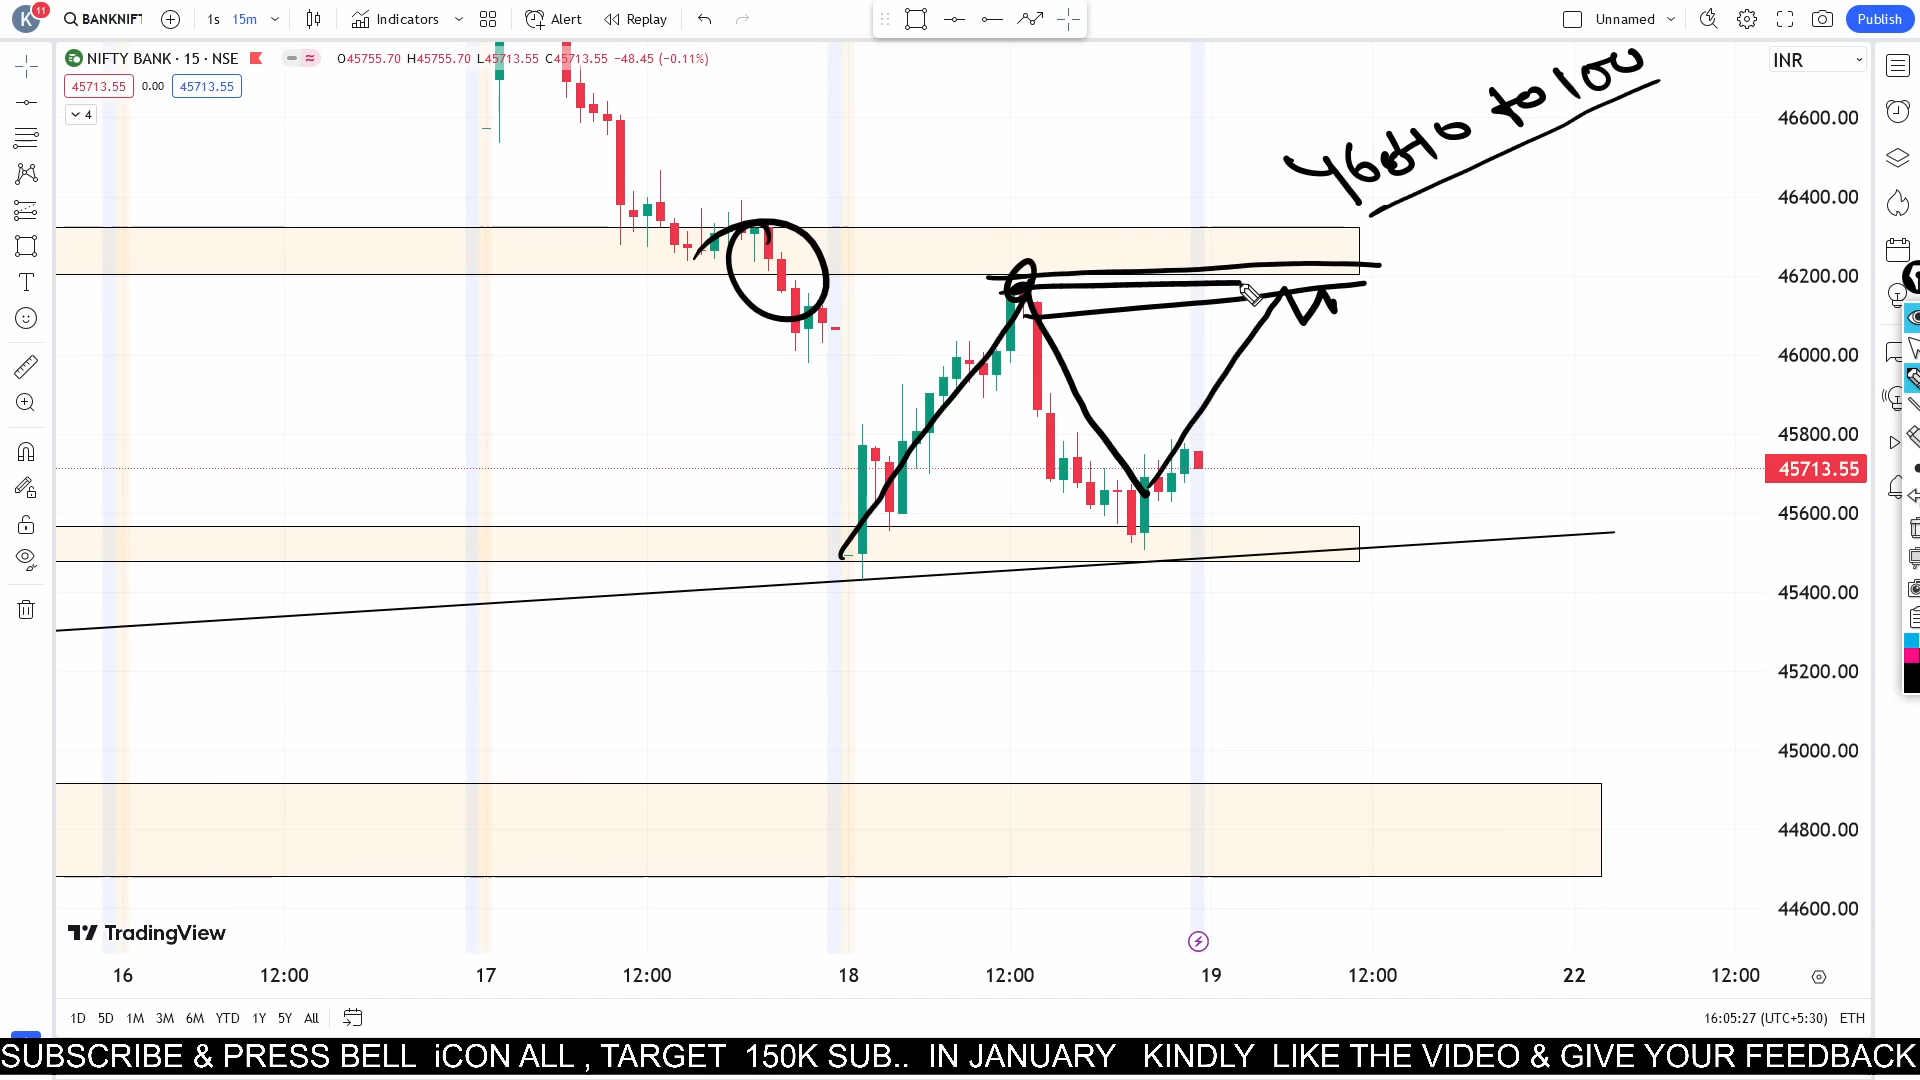 K 11 BANKNIFT 1s 15m Indicators Alert Replay Unnamed Publish
NIFTY BANK · 15 · NSE O45755.70 H45755.70 L45713.55 C45713.55 −48.45 (−0.11%)
INR
45713.55 0.00 45713.55
4
to 100
46600.00
46400.00
46200.00
46000.00
45800.00
45713.55
45600.00
45400.00
45200.00
45000.00
44800.00
44600.00
TradingView
16 12:00 17 12:00 18 12:00 19 12:00 22 12:00
1D 5D 1M 3M 6M YTD 1Y 5Y All 16:05:27 (UTC+5:30) ETH
SUBSCRIBE & PRESS BELL iCON ALL , TARGET 150K SUB.. IN JANUARY KINDLY LIKE THE VIDEO & GIVE YOUR FEEDBACK